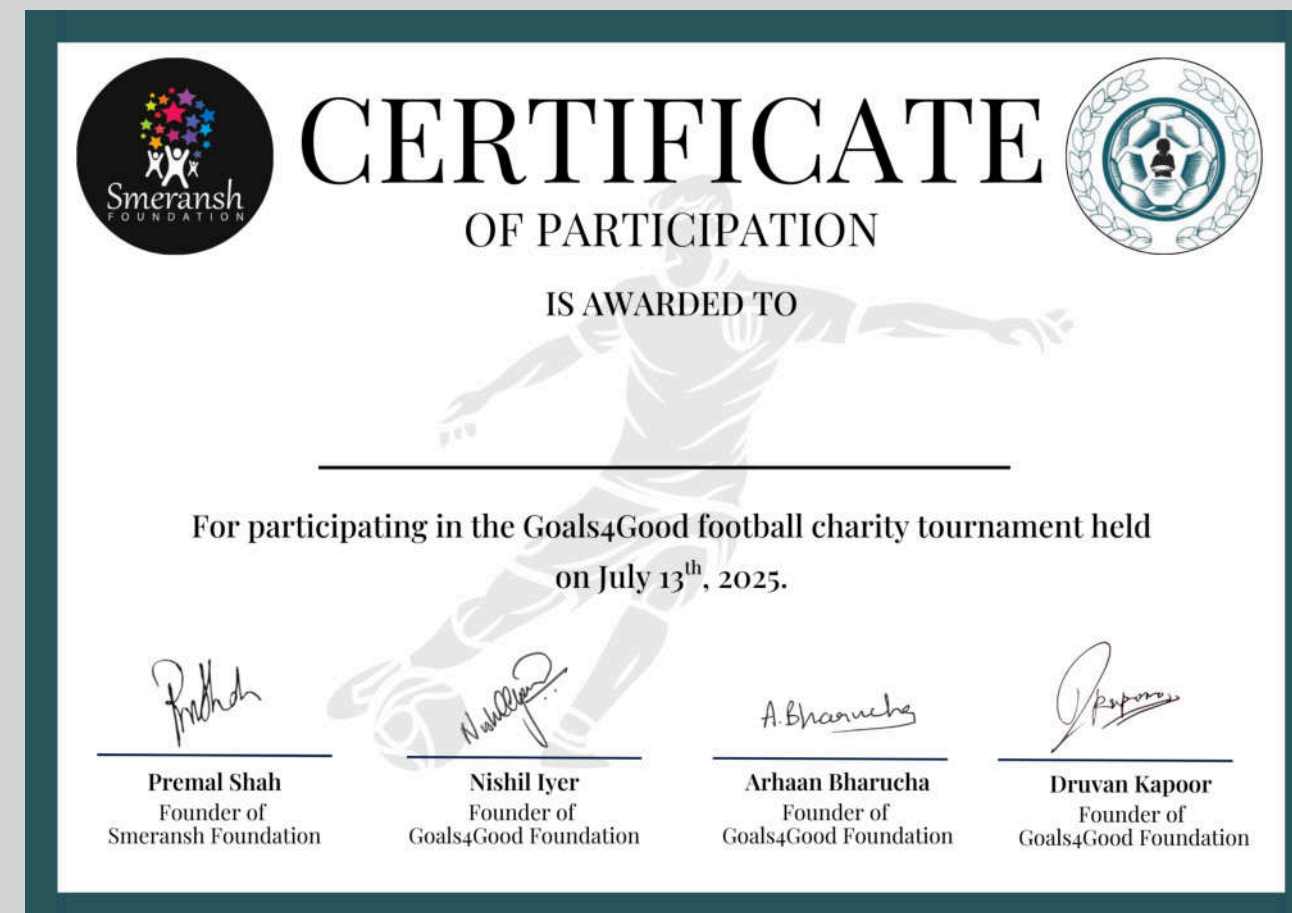 Smeransh
FOUNDATION
CERTIFICATE
OF PARTICIPATION
IS AWARDED TO
For participating in the Goals4Good football charity tournament held
on July 13th, 2025.
A.Bharucha
Premal Shah
Founder of
Smeransh Foundation
Nishil Iyer
Founder of
Goals4Good Foundation
Arhaan Bharucha
Founder of
Goals4Good Foundation
Druvan Kapoor
Founder of
Goals4Good Foundation